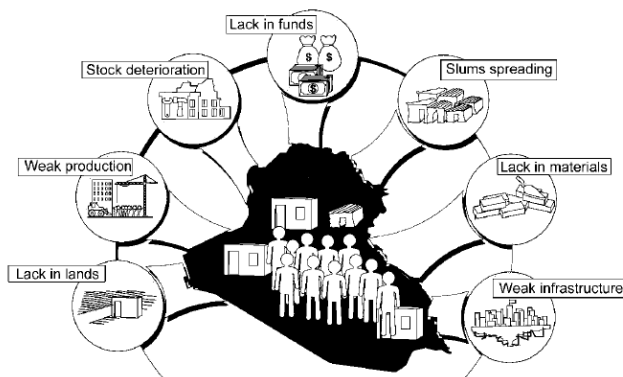 Lack in funds
Stock deterioration
Slums spreading
Weak production
Lack in materials
Lack in lands
Weak infrastructure